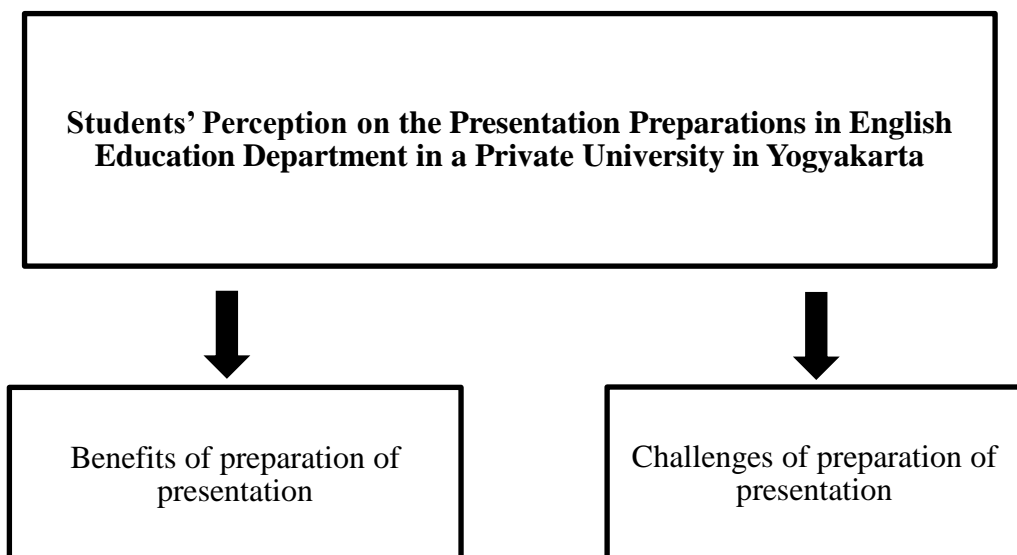 Students’ Perception on the Presentation Preparations in English
Education Department in a Private University in Yogyakarta
Benefits of preparation of
presentation
Challenges of preparation of
presentation